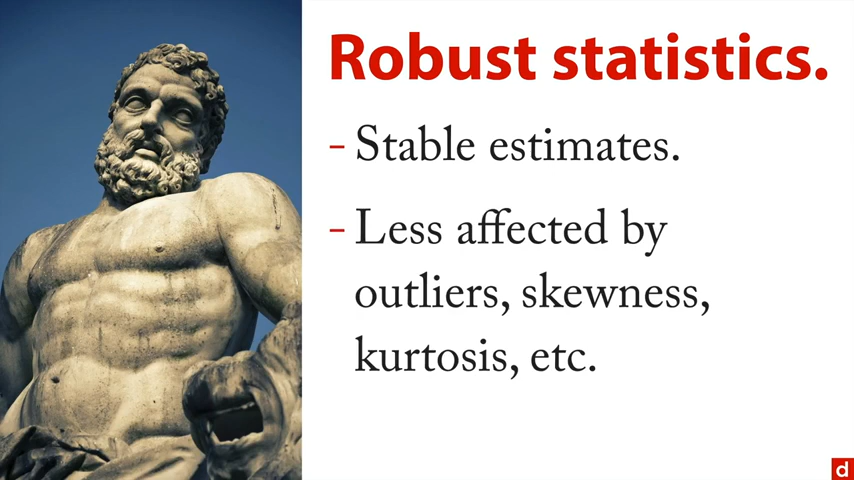 Robust statistics.
- Stable estimates.
- Less affected by
outliers, skewness,
kurtosis, etc.
d